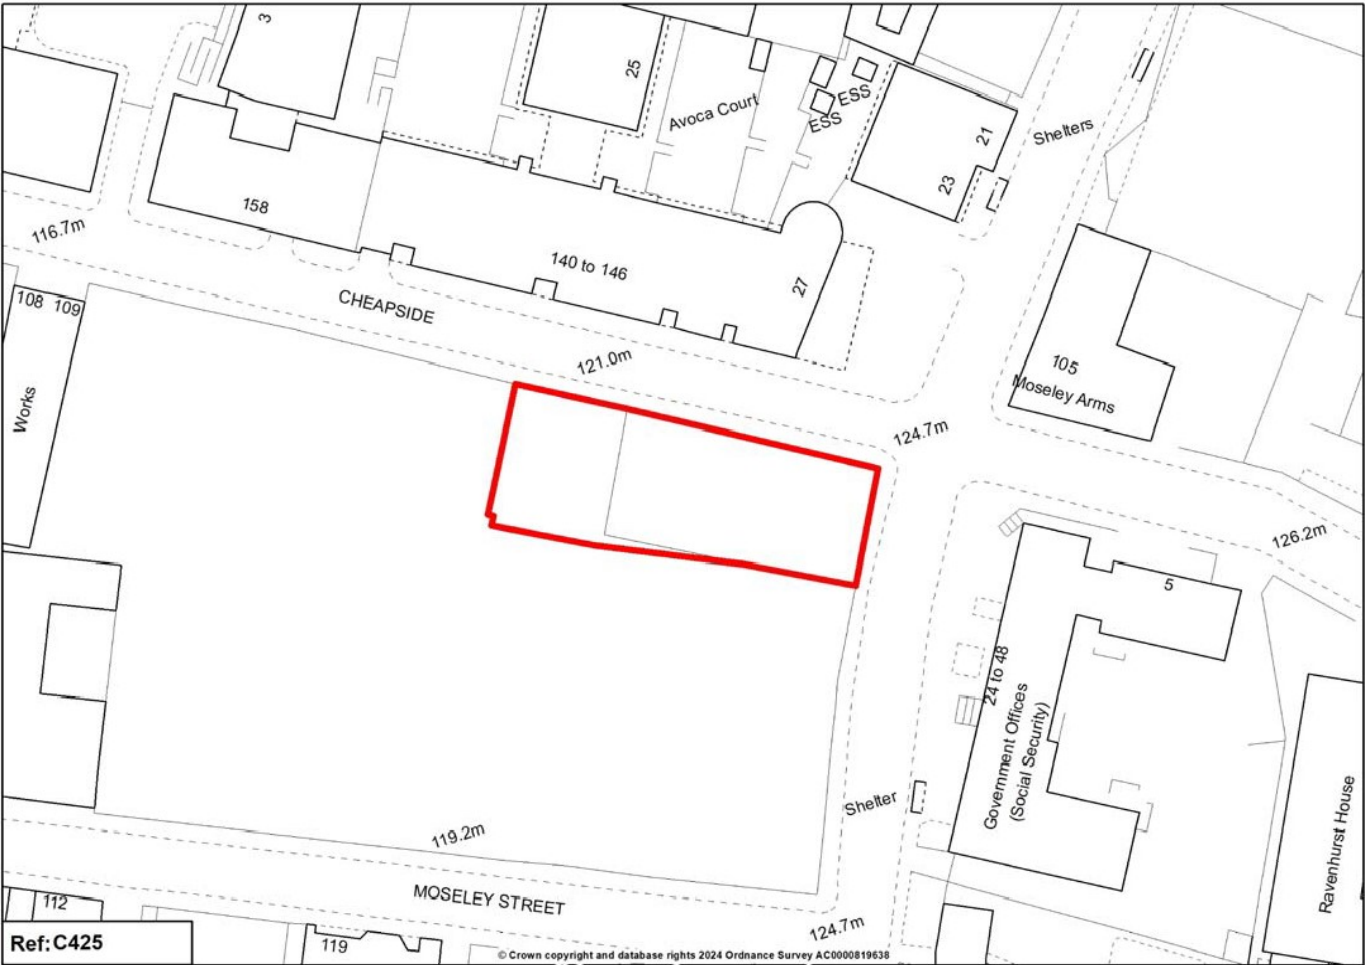 3
25
Avoca Court
ESS
ESS
21
23
Shelters
158
116.7m
140 to 146
27
CHEAPSIDE
108 109
121.0m
105
Moseley Arms
Works
124.7m
126.2m
5
24 to 48
Government Offices
(Social Security)
Shelter
Ravenhurst House
119.2m
MOSELEY STREET
112
124.7m
119
Ref:C425
© Crown copyright and database rights 2024 Ordnance Survey AC0000819638